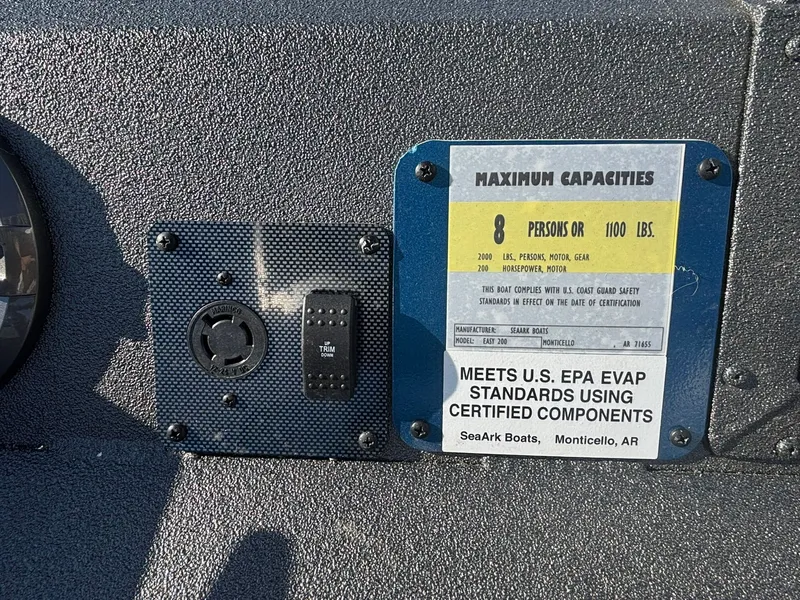 MAXIMUM CAPACITIES
8 PERSONS OR 1100 LBS.
2000 LBS., PERSONS, MOTOR, GEAR
200 HORSEPOWER, MOTOR
THIS BOAT COMPLIES WITH U.S. COAST GUARD SAFETY
STANDARDS IN EFFECT ON THE DATE OF CERTIFICATION
MANUFACTURER: SEAARK BOATS
MODEL: EASY 200 MONTICELLO , AR 71655
MEETS U.S. EPA EVAP
STANDARDS USING
CERTIFIED COMPONENTS
SeaArk Boats, Monticello, AR
UP
TRIM
DOWN